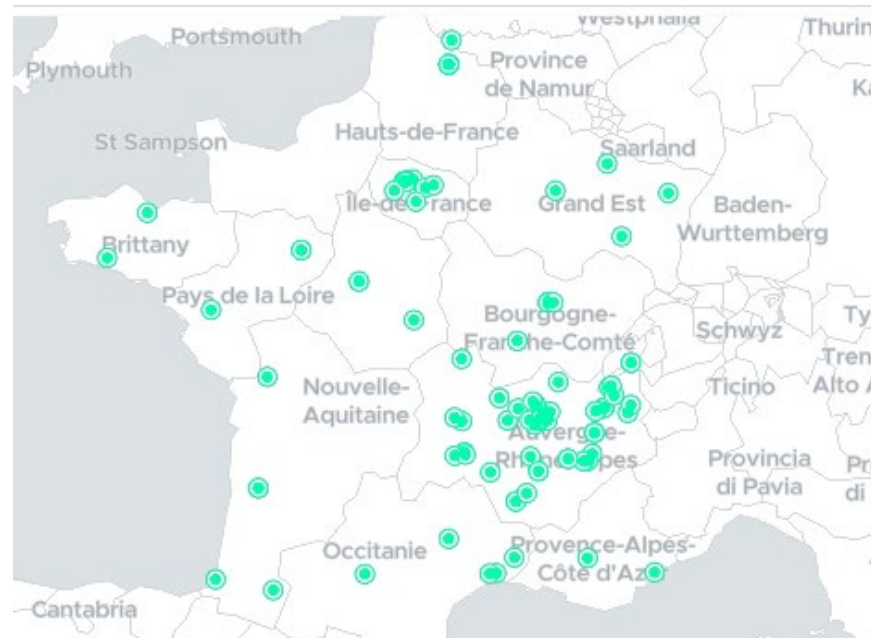 Westphalia
Thurin
Portsmouth
Plymouth
Province
de Namur
Ka
Hauts-de-France
St Sampson
Saarland
Île-de-France
Grand Est
Baden-
Wurttemberg
Brittany
Pays de la Loire
Bourgogne-
Franche-Comté
Schwyz
Ty
Tren
Alto A
Nouvelle-
Aquitaine
Ticino
Auvergne-
Rhône-Alpes
Provincia
di Pavia
Pr
di
Occitanie
Provence-Alpes-
Côte d'Azur
Cantabria